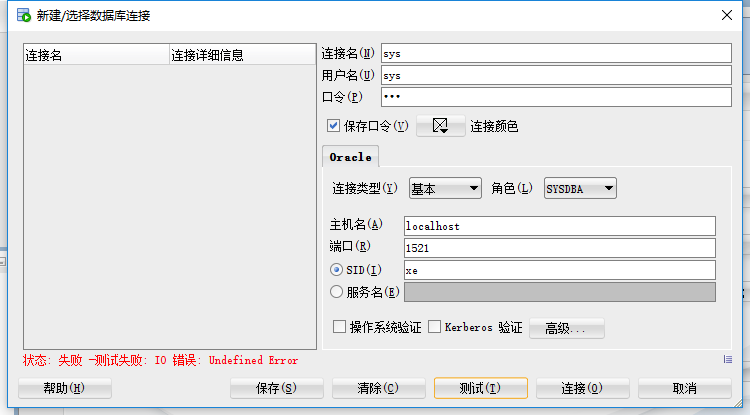 新建/选择数据库连接
连接名 连接详细信息
连接名(N) sys
用户名(U) sys
口令(P) •••
保存口令(V) 连接颜色
Oracle
连接类型(Y) 基本 角色(L) SYSDBA
主机名(A) localhost
端口(R) 1521
SID(I) xe
服务名(E)
操作系统验证 Kerberos 验证 高级...
状态: 失败 -测试失败: IO 错误: Undefined Error
帮助(H) 保存(S) 清除(C) 测试(T) 连接(O) 取消